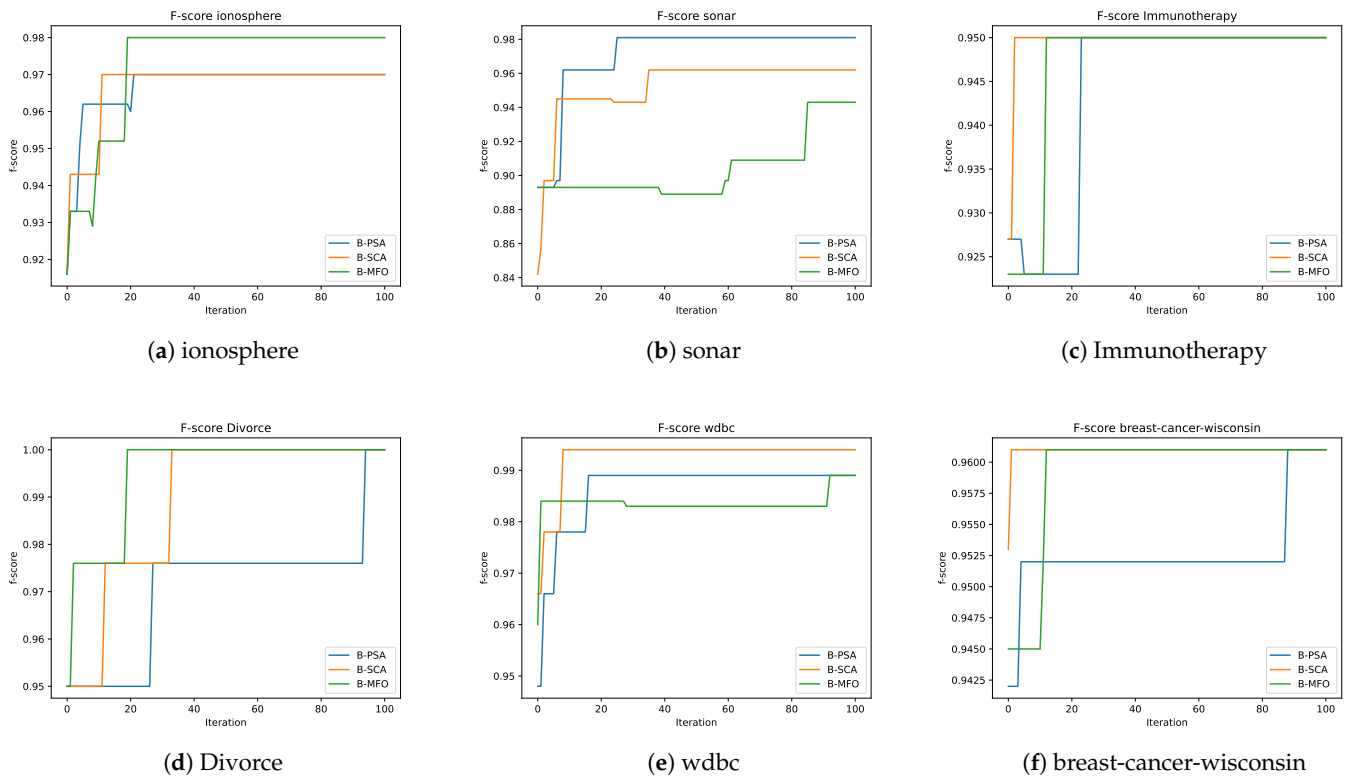 F-score ionosphere
0.98
0.97
0.96
0.95
0.94
0.93
0.92
f-score
0 20 40 60 80 100
Iteration
B-PSA
B-SCA
B-MFO
(a) ionosphere
F-score sonar
0.98
0.96
0.94
0.92
0.90
0.88
0.86
0.84
f-score
0 20 40 60 80 100
Iteration
B-PSA
B-SCA
B-MFO
(b) sonar
F-score Immunotherapy
0.950
0.945
0.940
0.935
0.930
0.925
f-score
0 20 40 60 80 100
Iteration
B-PSA
B-SCA
B-MFO
(c) Immunotherapy
F-score Divorce
1.00
0.99
0.98
0.97
0.96
0.95
f-score
0 20 40 60 80 100
Iteration
B-PSA
B-SCA
B-MFO
(d) Divorce
F-score wdbc
0.99
0.98
0.97
0.96
0.95
f-score
0 20 40 60 80 100
Iteration
B-PSA
B-SCA
B-MFO
(e) wdbc
F-score breast-cancer-wisconsin
0.9600
0.9575
0.9550
0.9525
0.9500
0.9475
0.9450
0.9425
f-score
0 20 40 60 80 100
Iteration
B-PSA
B-SCA
B-MFO
(f) breast-cancer-wisconsin